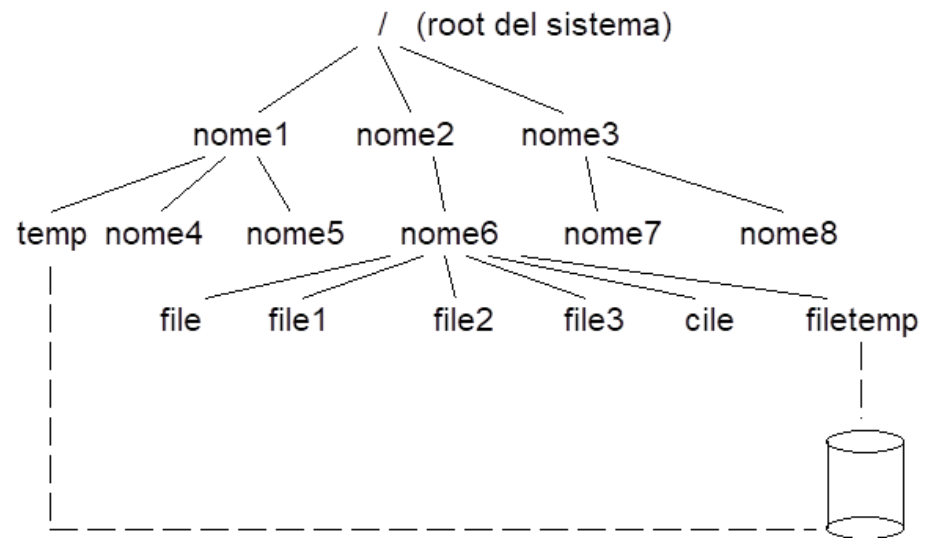 / (root del sistema)
nome1 nome2 nome3
temp nome4 nome5 nome6 nome7 nome8
file file1 file2 file3 cile filetemp